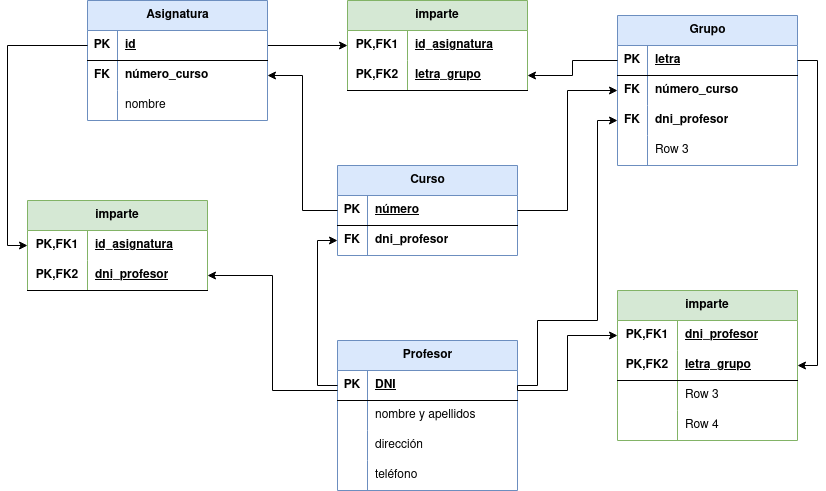 Asignatura
PK id
FK número_curso
nombre
imparte
PK,FK1 id_asignatura
PK,FK2 letra_grupo
Grupo
PK letra
FK número_curso
FK dni_profesor
Row 3
Curso
PK número
FK dni_profesor
imparte
PK,FK1 id_asignatura
PK,FK2 dni_profesor
Profesor
PK DNI
nombre y apellidos
dirección
teléfono
imparte
PK,FK1 dni_profesor
PK,FK2 letra_grupo
Row 3
Row 4